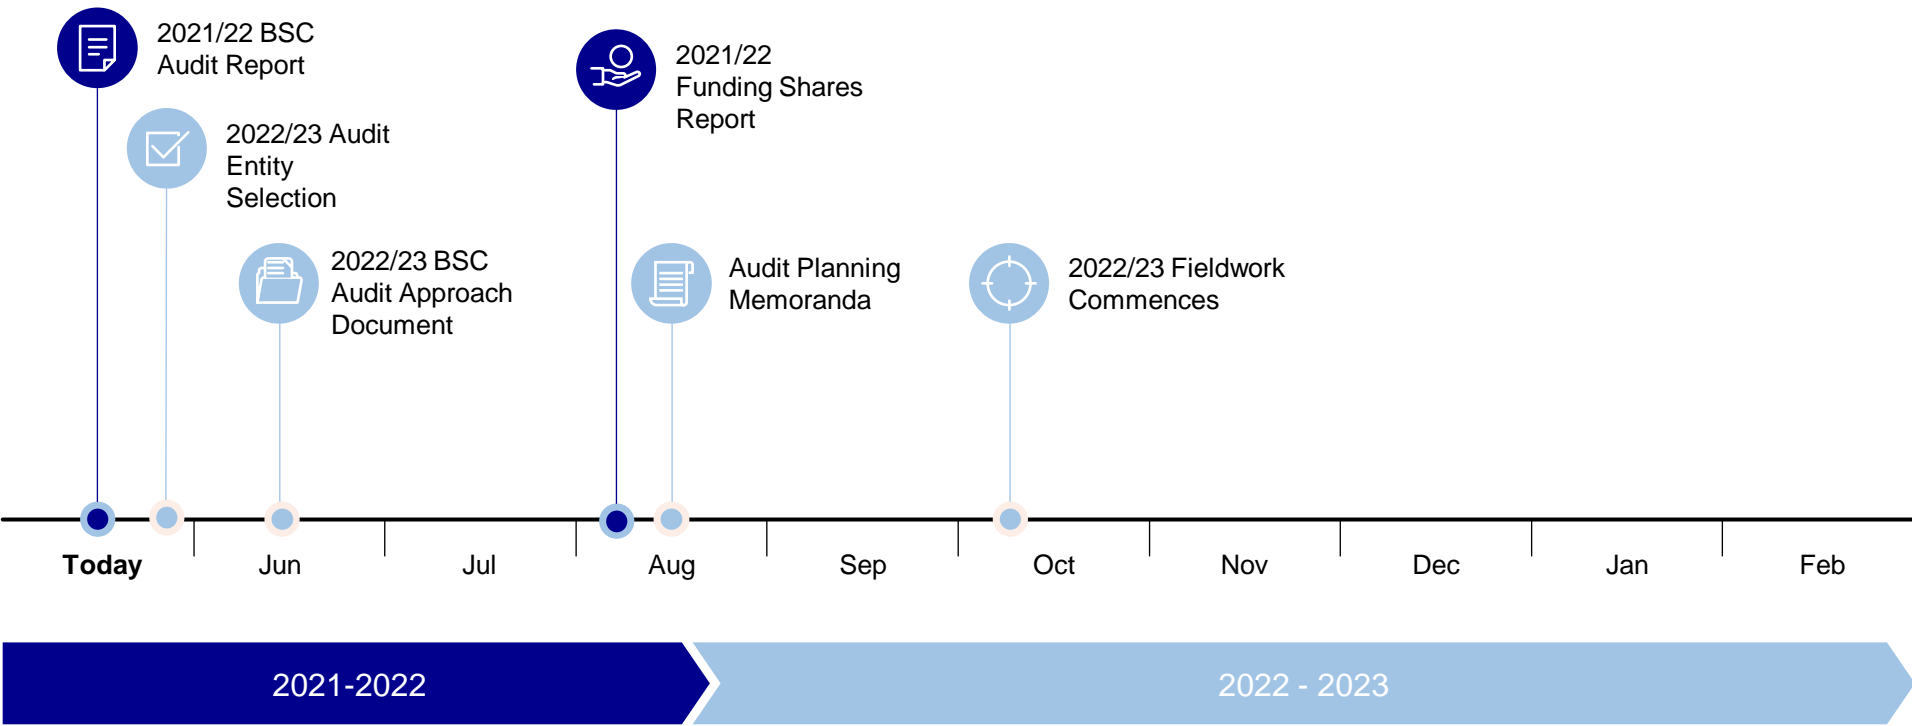 2021/22 BSC
Audit Report
2021/22
Funding Shares
Report
2022/23 Audit
Entity
Selection
2022/23 BSC
Audit Approach
Document
Audit Planning
Memoranda
2022/23 Fieldwork
Commences
Today Jun Jul Aug Sep Oct Nov Dec Jan Feb
2021-2022 2022 - 2023